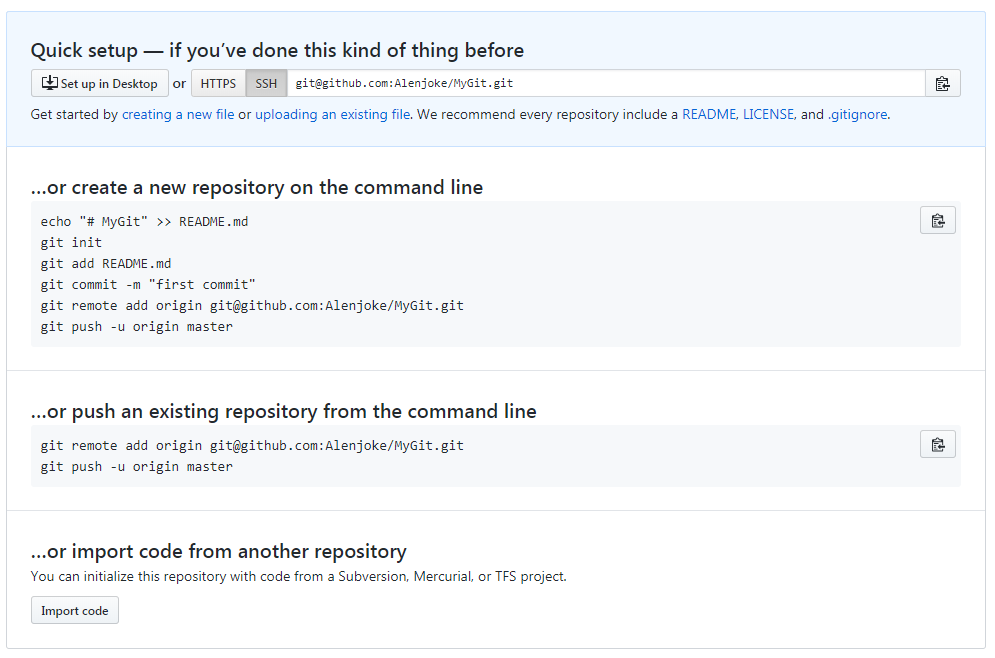 Quick setup — if you’ve done this kind of thing before
Set up in Desktop or HTTPS SSH git@github.com:Alenjoke/MyGit.git
Get started by creating a new file or uploading an existing file. We recommend every repository include a README, LICENSE, and .gitignore.
…or create a new repository on the command line
echo "# MyGit" >> README.md
git init
git add README.md
git commit -m "first commit"
git remote add origin git@github.com:Alenjoke/MyGit.git
git push -u origin master
…or push an existing repository from the command line
git remote add origin git@github.com:Alenjoke/MyGit.git
git push -u origin master
…or import code from another repository
You can initialize this repository with code from a Subversion, Mercurial, or TFS project.
Import code